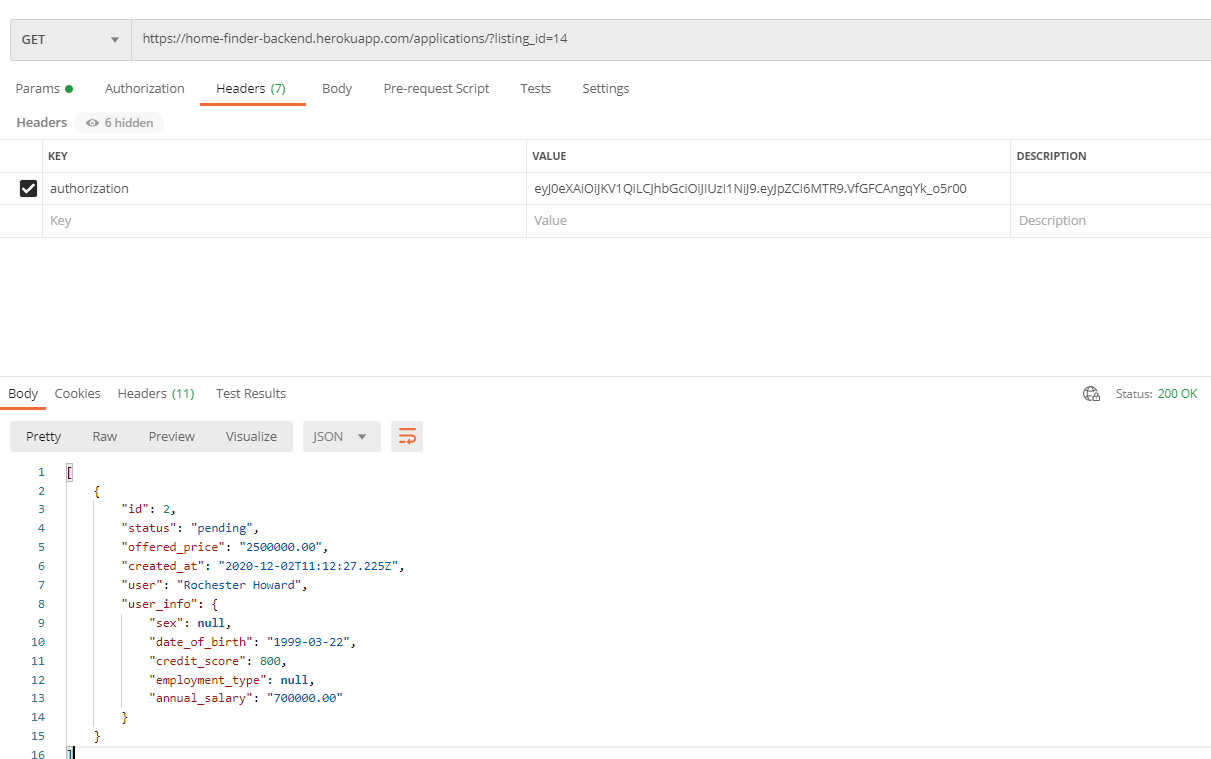 GET https://home-finder-backend.herokuapp.com/applications/?listing_id=14
Params Authorization Headers (7) Body Pre-request Script Tests Settings
Headers 6 hidden
KEY VALUE DESCRIPTION
authorization eyJ0eXAiOiJKV1QiLCJhbGciOiJIUzI1NiJ9.eyJpZCI6MTR9.VfGFCAngqYk_o5r00
Key Value Description
Body Cookies Headers (11) Test Results Status: 200 OK
Pretty Raw Preview Visualize JSON
1 [
2 {
3 "id": 2,
4 "status": "pending",
5 "offered_price": "2500000.00",
6 "created_at": "2020-12-02T11:12:27.225Z",
7 "user": "Rochester Howard",
8 "user_info": {
9 "sex": null,
10 "date_of_birth": "1999-03-22",
11 "credit_score": 800,
12 "employment_type": null,
13 "annual_salary": "700000.00"
14 }
15 }
16 ]